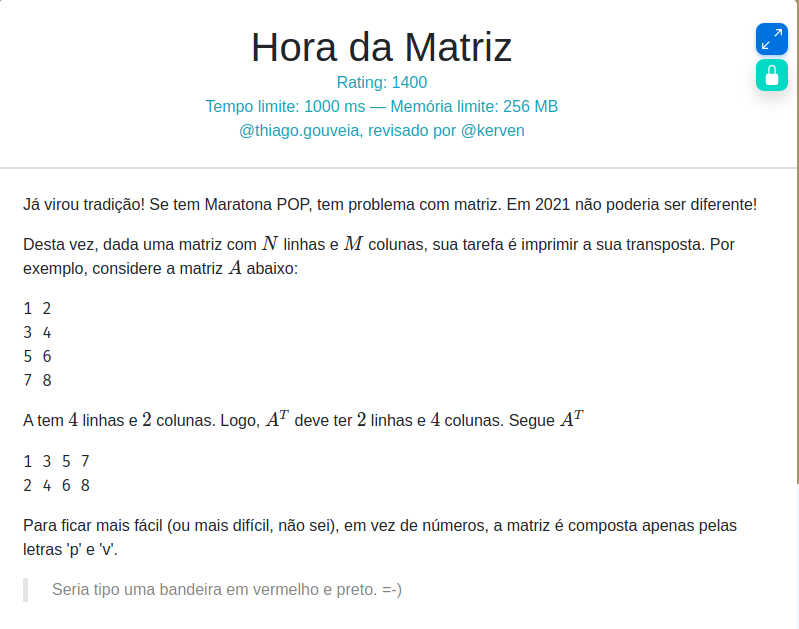 Hora da Matriz
Rating: 1400
Tempo limite: 1000 ms — Memória limite: 256 MB
@thiago.gouveia, revisado por @kerven
Já virou tradição! Se tem Maratona POP, tem problema com matriz. Em 2021 não poderia ser diferente!
Desta vez, dada uma matriz com N linhas e M colunas, sua tarefa é imprimir a sua transposta. Por
exemplo, considere a matriz A abaixo:
1 2
3 4
5 6
7 8
A tem 4 linhas e 2 colunas. Logo, A^T deve ter 2 linhas e 4 colunas. Segue A^T
1 3 5 7
2 4 6 8
Para ficar mais fácil (ou mais difícil, não sei), em vez de números, a matriz é composta apenas pelas
letras 'p' e 'v'.
Seria tipo uma bandeira em vermelho e preto. =-)